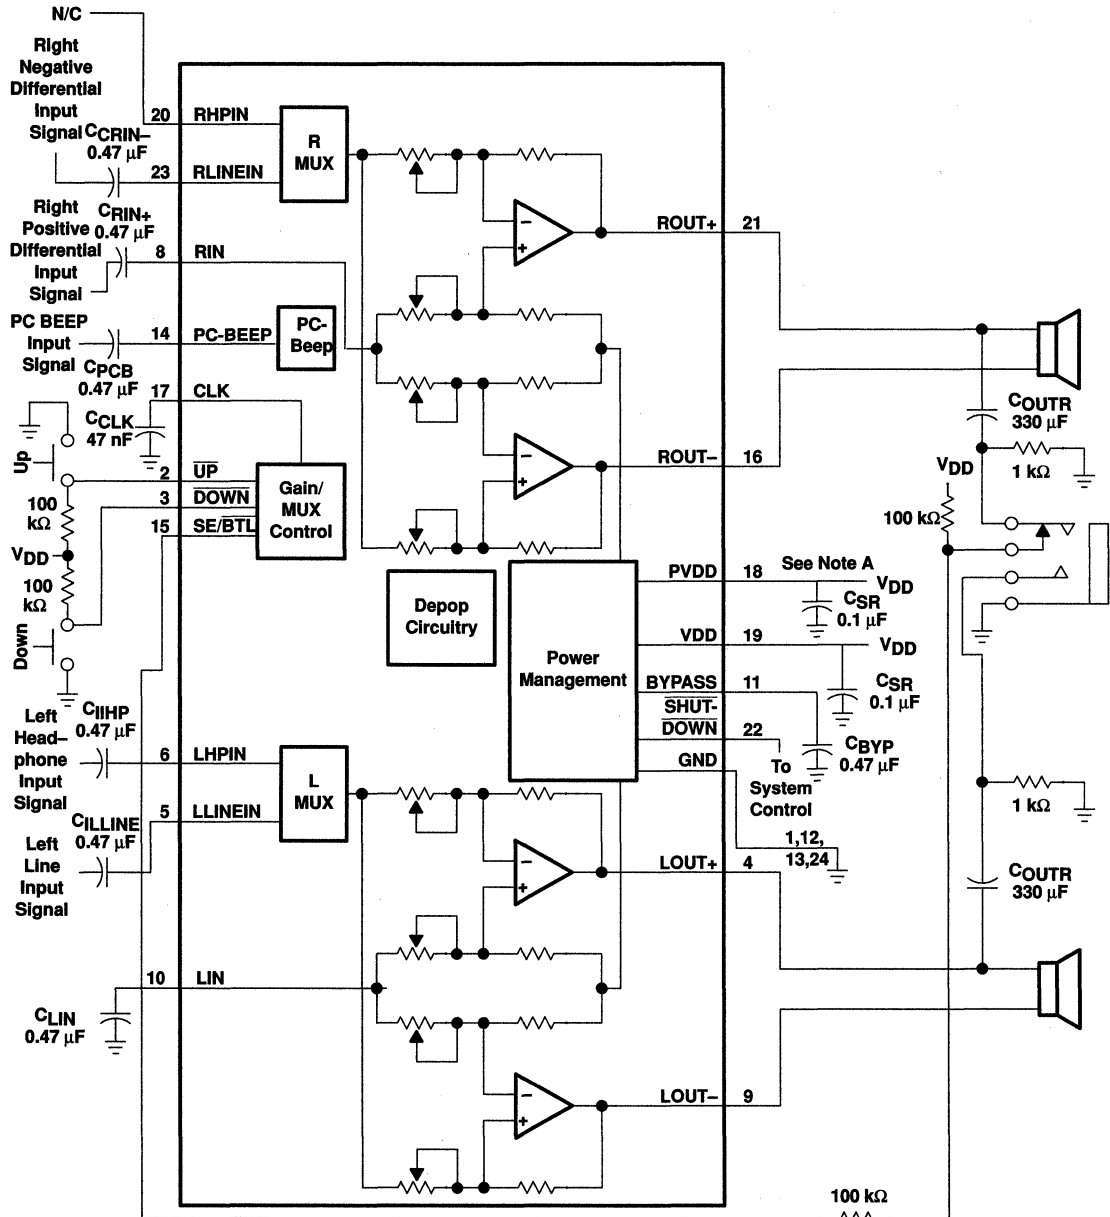 N/C
Right
Negative
Differential
Input
Signal
CCRIN–
0.47 μF
20 RHPIN
23 RLINEIN
R
MUX
Right
Positive
Differential
Input
Signal
CRIN+
0.47 μF
8 RIN
PC BEEP
Input
Signal
CPCB
0.47 μF
14 PC-BEEP
PC-
Beep
17 CLK
CCLK
47 nF
Up
2 UP
3 DOWN
15 SE/BTL
Gain/
MUX
Control
100
kΩ
VDD
100
kΩ
Down
Depop
Circuitry
Power
Management
ROUT+ 21
ROUT– 16
COUTR
330 μF
1 kΩ
VDD
100 kΩ
PVDD 18
See Note A
VDD
CSR
0.1 μF
VDD 19
VDD
CSR
0.1 μF
BYPASS 11
SHUT-
DOWN 22
GND
CBYP
0.47 μF
To
System
Control
1,12,
13,24
Left
Head–
phone
Input
Signal
CIIHP
0.47 μF
6 LHPIN
5 LLINEIN
L
MUX
CILLINE
0.47 μF
Left
Line
Input
Signal
LOUT+ 4
1 kΩ
COUTR
330 μF
10 LIN
CLIN
0.47 μF
LOUT– 9
100 kΩ
– + – + – + – +